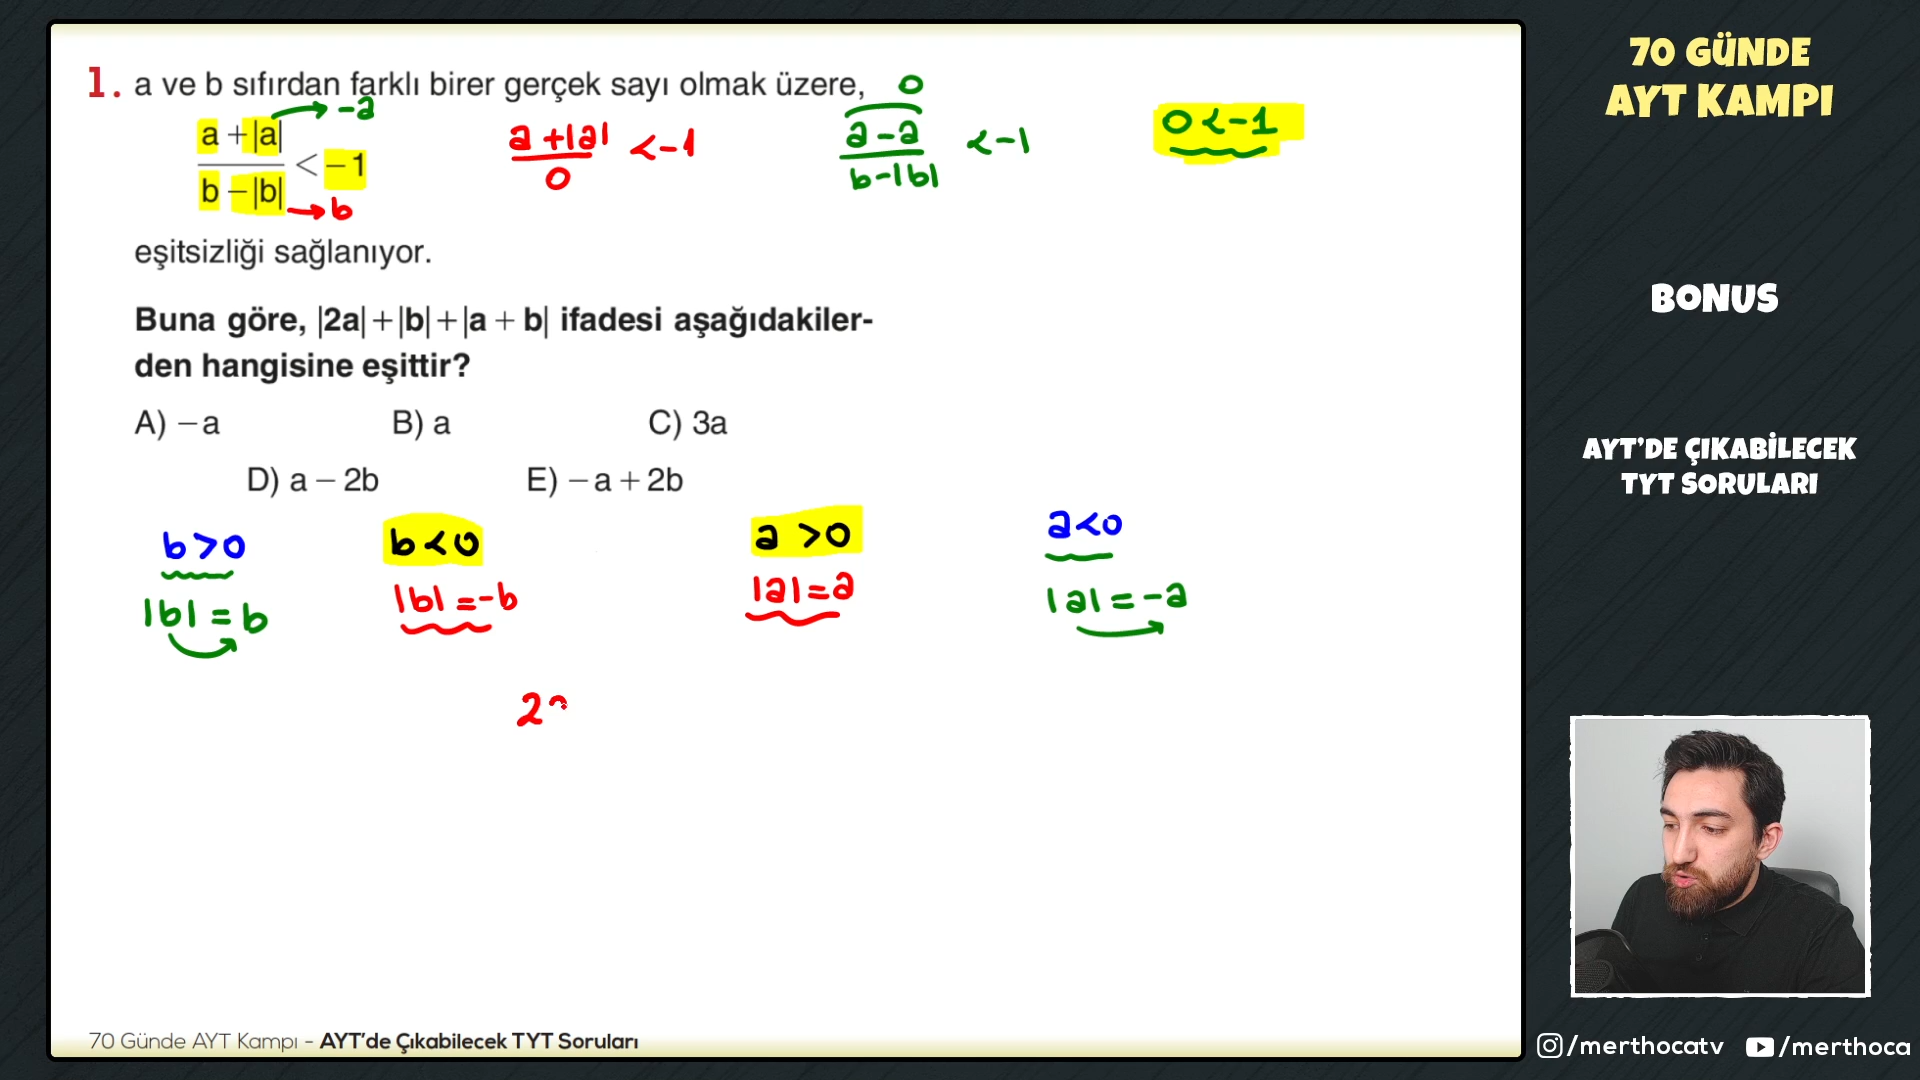 1. a ve b sıfırdan farklı birer gerçek sayı olmak üzere,
a + |a| / b − |b| < −1
→ −a
→ b
a + |a| / 0 < −1
0
a − a / b − |b| < −1
0 < −1
eşitsizliği sağlanıyor.
Buna göre, |2a| + |b| + |a + b| ifadesi aşağıdakiler-
den hangisine eşittir?
A) − a B) a C) 3a
D) a − 2b E) − a + 2b
b > 0 b < 0 a > 0 a < 0
|b| = b |b| = −b |a| = a |a| = −a
2
70 Günde AYT Kampı - AYT'de Çıkabilecek TYT Soruları
70 GÜNDE
AYT KAMPI
BONUS
AYT'DE ÇIKABİLECEK
TYT SORULARI
/merthocatv /merthoca